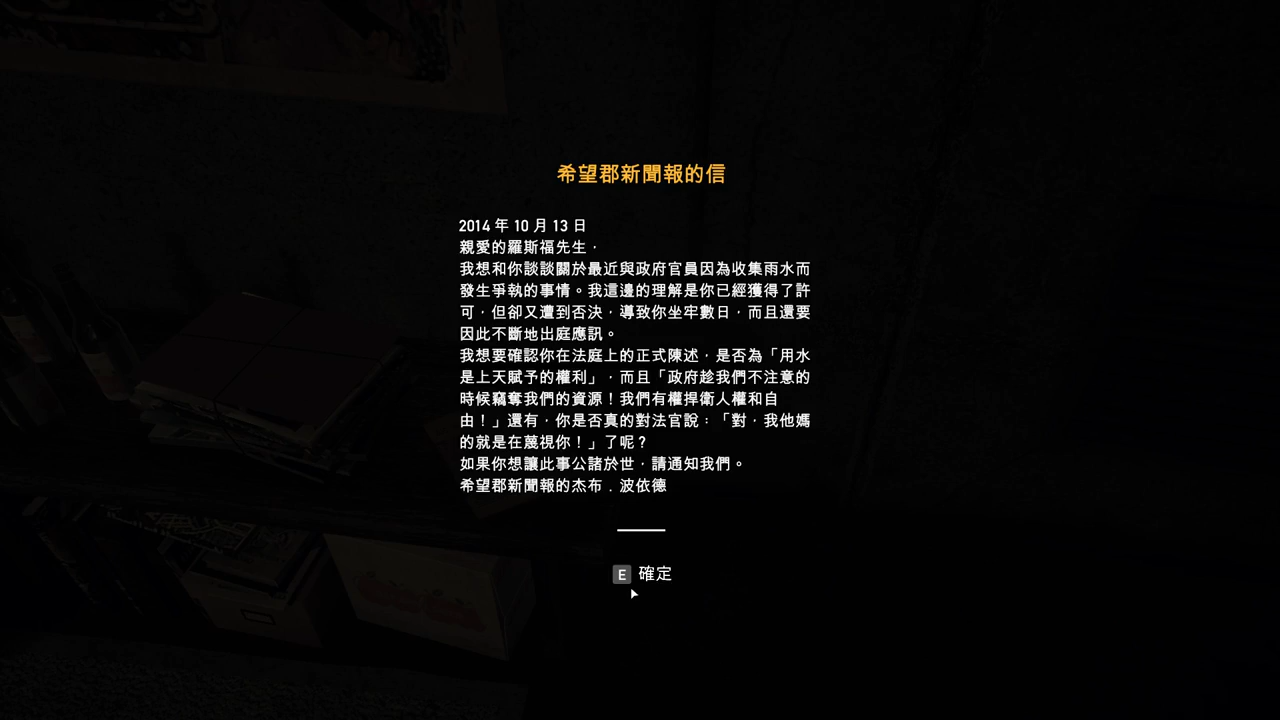 希望郡新聞報的信
2014 年 10 月 13 日
親愛的羅斯福先生，
我想和你談談關於最近與政府官員因為收集雨水而
發生爭執的事情。我這邊的理解是你已經獲得了許
可，但卻又遭到否決，導致你坐牢數日，而且還要
因此不斷地出庭應訊。
我想要確認你在法庭上的正式陳述，是否為「用水
是上天賦予的權利」，而且「政府趁我們不注意的
時候竊奪我們的資源！我們有權捍衛人權和自
由！」還有，你是否真的對法官說：「對，我他媽
的就是在蔑視你！」了呢？
如果你想讓此事公諸於世，請通知我們。
希望郡新聞報的杰布．波依德
E 確定